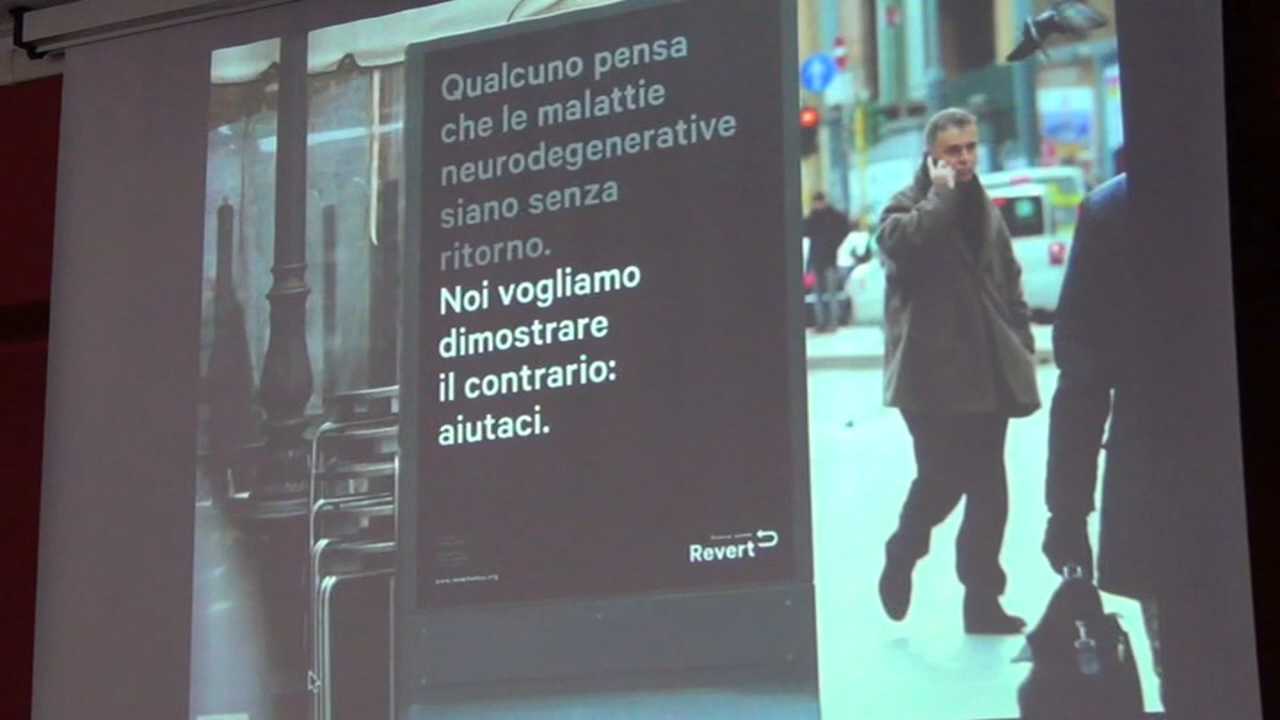 Qualcuno pensa
che le malattie
neurodegenerative
siano senza
ritorno.
Noi vogliamo
dimostrare
il contrario:
aiutaci.
Revert